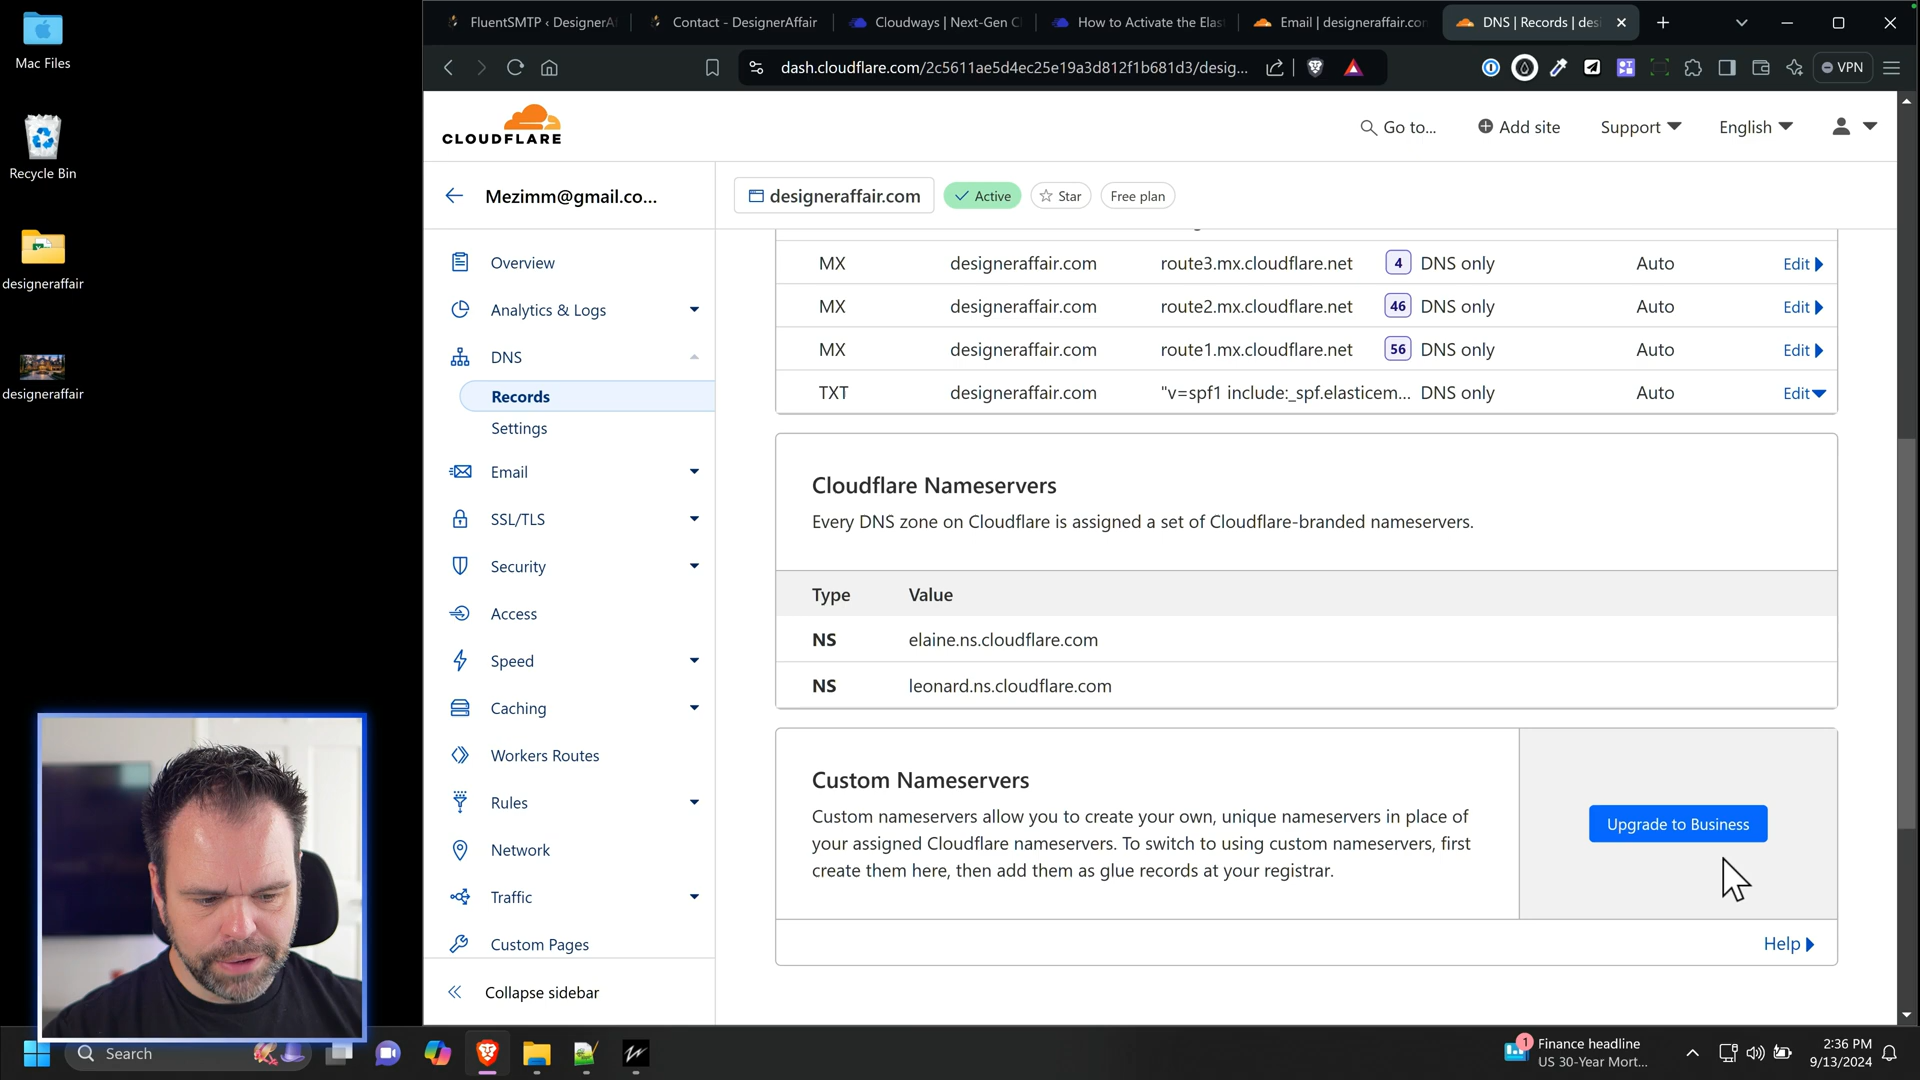 Mac Files
Recycle Bin
designeraffair
designeraffair
FluentSMTP ‹ DesignerAf
Contact - DesignerAffair
Cloudways | Next-Gen C
How to Activate the Elas
Email | designeraffair.com
DNS | Records | desi
dash.cloudflare.com/2c5611ae5d4ec25e19a3d812f1b681d3/desig...
VPN
CLOUDFLARE
Go to...
Add site
Support
English
Mezimm@gmail.co...
designeraffair.com
Active
Star
Free plan
Overview
Analytics & Logs
DNS
Records
Settings
Email
SSL/TLS
Security
Access
Speed
Caching
Workers Routes
Rules
Network
Traffic
Custom Pages
Collapse sidebar
MX designeraffair.com route3.mx.cloudflare.net 4 DNS only Auto Edit
MX designeraffair.com route2.mx.cloudflare.net 46 DNS only Auto Edit
MX designeraffair.com route1.mx.cloudflare.net 56 DNS only Auto Edit
TXT designeraffair.com "v=spf1 include:_spf.elasticem... DNS only Auto Edit
Cloudflare Nameservers
Every DNS zone on Cloudflare is assigned a set of Cloudflare-branded nameservers.
Type Value
NS elaine.ns.cloudflare.com
NS leonard.ns.cloudflare.com
Custom Nameservers
Custom nameservers allow you to create your own, unique nameservers in place of
your assigned Cloudflare nameservers. To switch to using custom nameservers, first
create them here, then add them as glue records at your registrar.
Upgrade to Business
Help
Search
1
Finance headline
US 30-Year Mort...
2:36 PM
9/13/2024